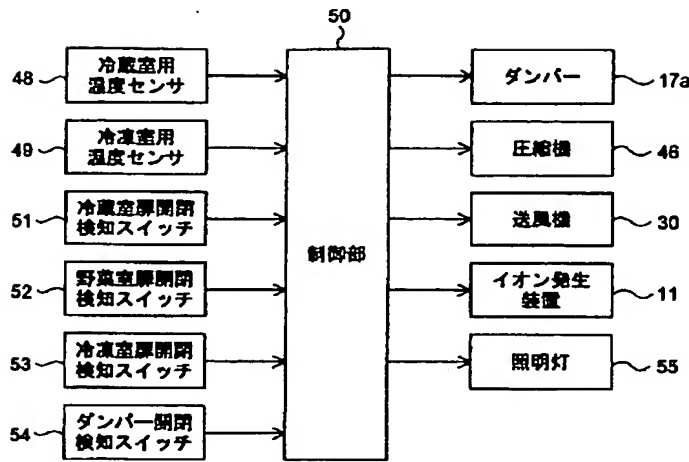 50
48
冷蔵室用
温度センサ
49
冷凍室用
温度センサ
51
冷蔵室扉開閉
検知スイッチ
52
野菜室扉開閉
検知スイッチ
53
冷凍室扉開閉
検知スイッチ
54
ダンパー開閉
検知スイッチ
制御部
ダンパー
17a
圧縮機
46
送風機
30
イオン発生
装置
11
照明灯
55